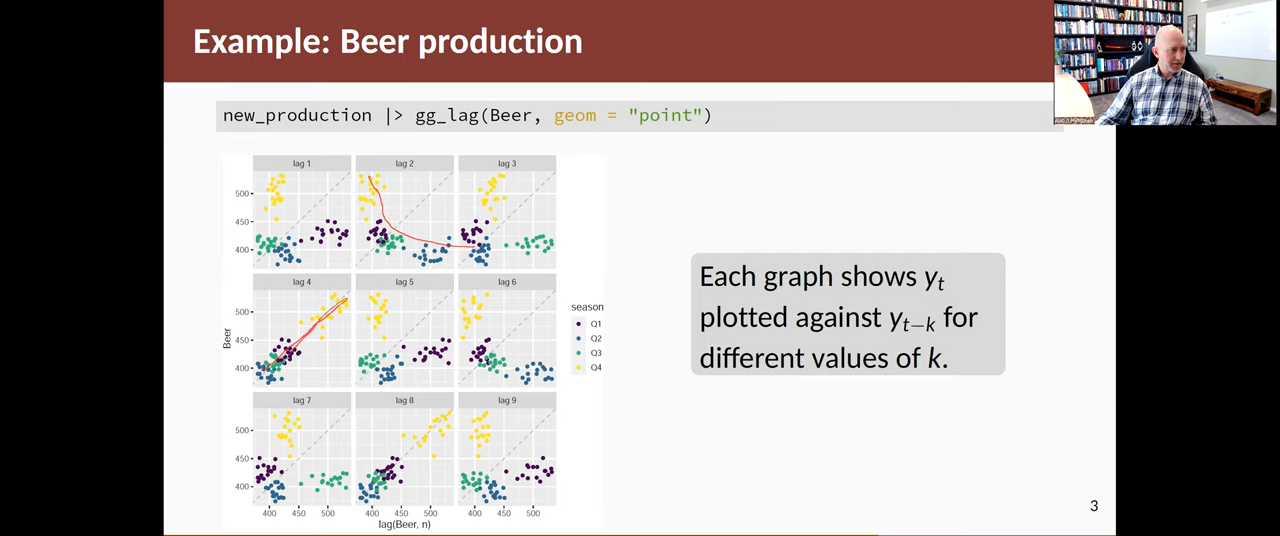 Example: Beer production
new_production |> gg_lag(Beer, geom = "point")
lag 1 lag 2 lag 3
500
450
400
lag 4 lag 5 lag 6
500
450
400
lag 7 lag 8 lag 9
500
450
400
400 450 500 400 450 500 400 450 500
Beer
lag(Beer, n)
season
Q1
Q2
Q3
Q4
Each graph shows yₜ
plotted against yₜ₋ₖ for
different values of k.
3